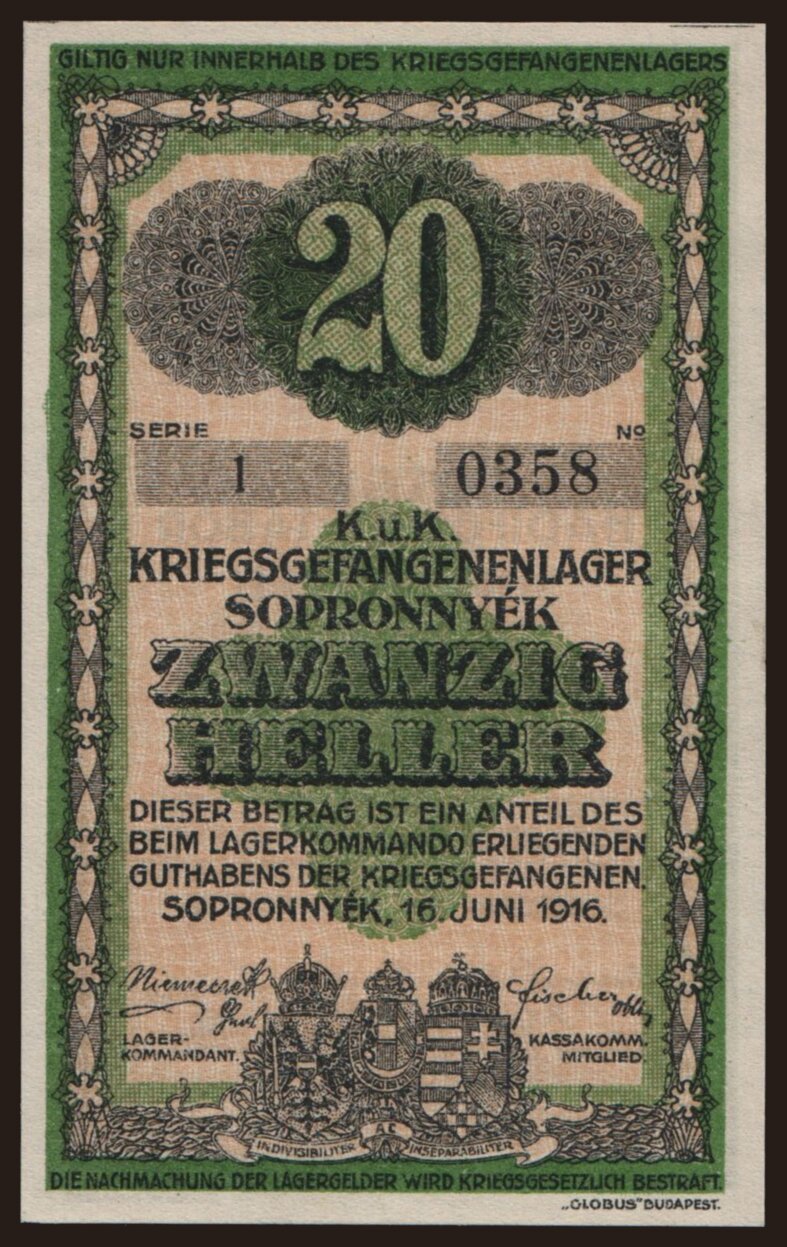 GILTIG NUR INNERHALB DES KRIEGSGEFANGENENLAGERS
20
SERIE No
1 0358
K.u.K.
KRIEGSGEFANGENENLAGER
SOPRONNYÉK
ZWANZIG
HELLER
DIESER BETRAG IST EIN ANTEIL DES
BEIM LAGERKOMMANDO ERLIEGENDEN
GUTHABENS DER KRIEGSGEFANGENEN.
SOPRONNYÉK, 16. JUNI 1916.
Fischer
LAGER-
KOMMANDANT.
KASSAKOMM.
MITGLIED.
INDIVISIBILITER AC INSEPARABILITER
DIE NACHMACHUNG DER LAGERGELDER WIRD KRIEGSGESETZLICH BESTRAFT.
„GLOBUS" BUDAPEST.